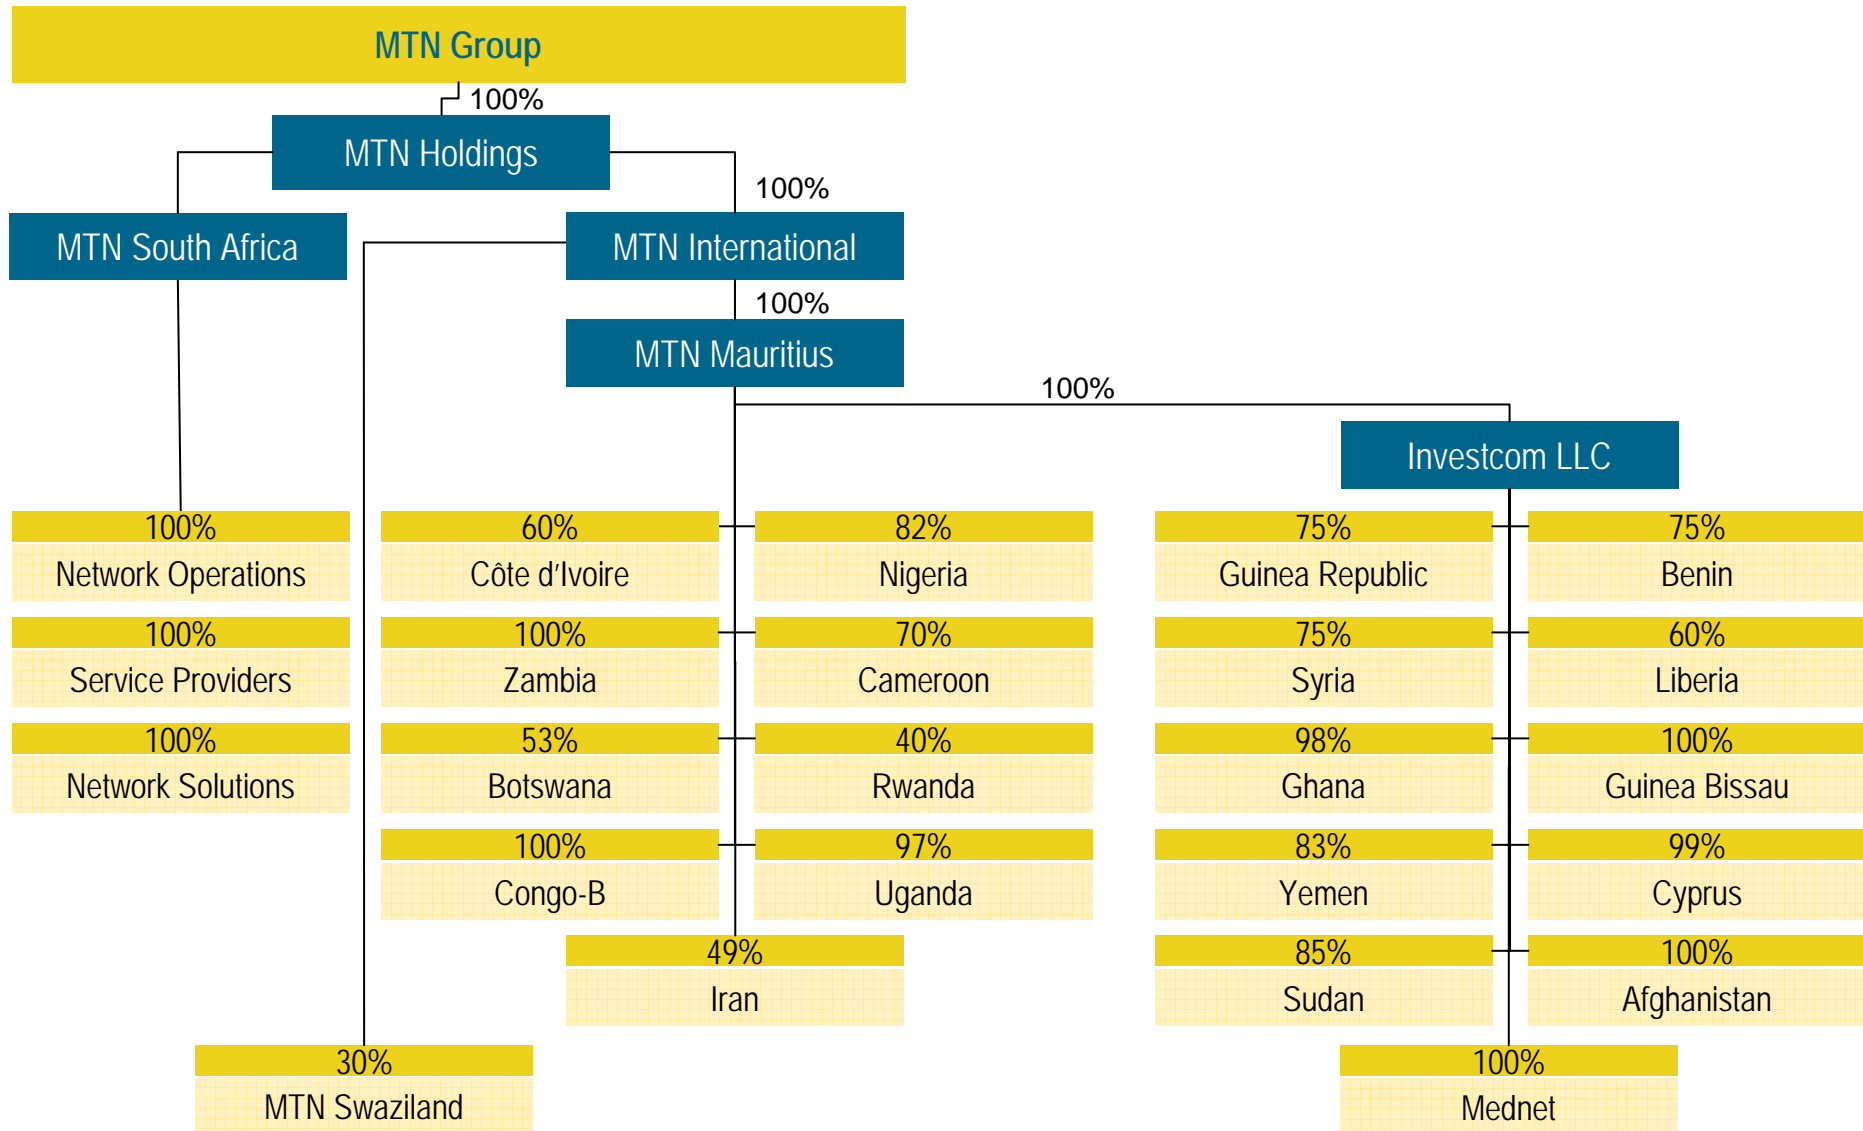 MTN Group
100%
MTN Holdings
100%
MTN South Africa
MTN International
100%
MTN Mauritius
100%
Investcom LLC
100%
Network Operations
100%
Service Providers
100%
Network Solutions
60%
Côte d'Ivoire
82%
Nigeria
100%
Zambia
70%
Cameroon
53%
Botswana
40%
Rwanda
100%
Congo-B
97%
Uganda
49%
Iran
75%
Guinea Republic
75%
Benin
75%
Syria
60%
Liberia
98%
Ghana
100%
Guinea Bissau
83%
Yemen
99%
Cyprus
85%
Sudan
100%
Afghanistan
30%
MTN Swaziland
100%
Mednet